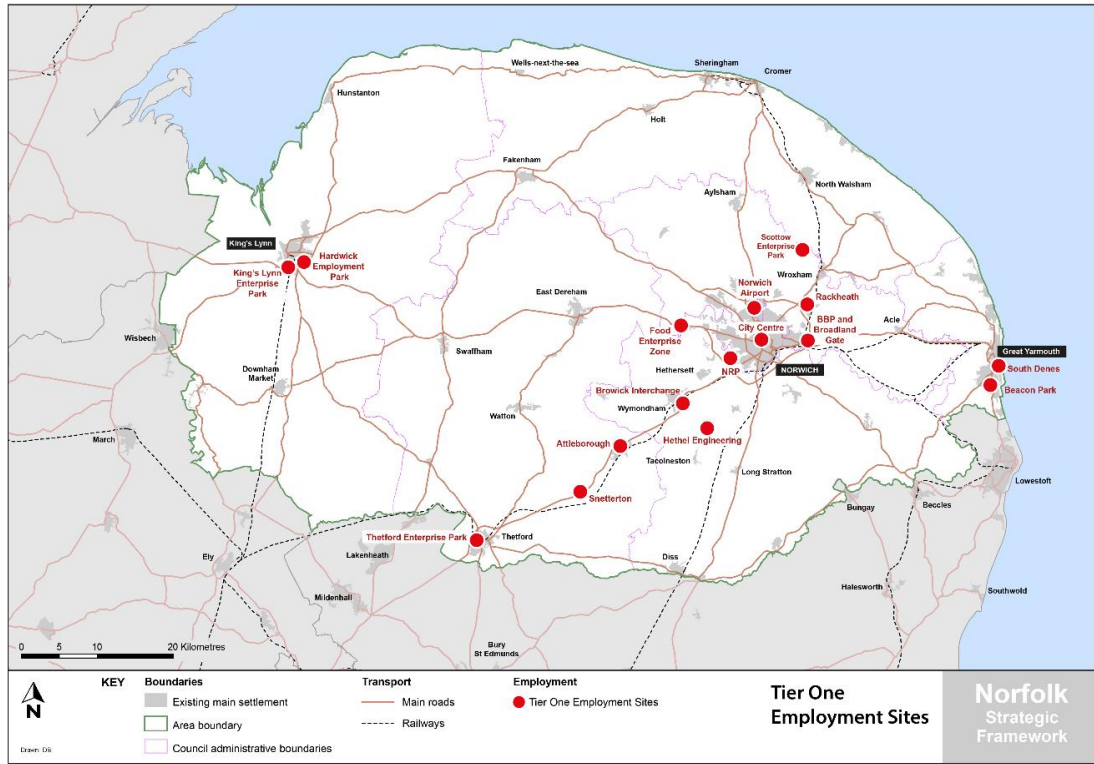 Wells-next-the-sea
Sheringham
Cromer
Hunstanton
Holt
Fakenham
North Walsham
Aylsham
King's Lynn
Hardwick
Employment
Park
King's Lynn
Enterprise
Park
Scottow
Enterprise
Park
Wroxham
Norwich
Airport
Rackheath
East Dereham
BBP and
Broadland
Gate
City Centre
Acle
Food
Enterprise
Zone
Wisbech
Swaffham
Great Yarmouth
South Denes
Hethersett
NRP
NORWICH
Downham
Market
Beacon Park
Browick Interchange
Wymondham
Watton
March
Attleborough
Hethel Engineering
Tacolneston
Long Stratton
Lowestoft
Snetterton
Bungay
Beccles
Thetford Enterprise Park
Thetford
Lakenheath
Ely
Diss
Mildenhall
Halesworth
Southwold
Bury
St Edmunds
0 5 10 20 Kilometres
KEY
Boundaries
Existing main settlement
Area boundary
Council administrative boundaries
Transport
Main roads
Railways
Employment
Tier One Employment Sites
Tier One
Employment Sites
Norfolk
Strategic
Framework
N